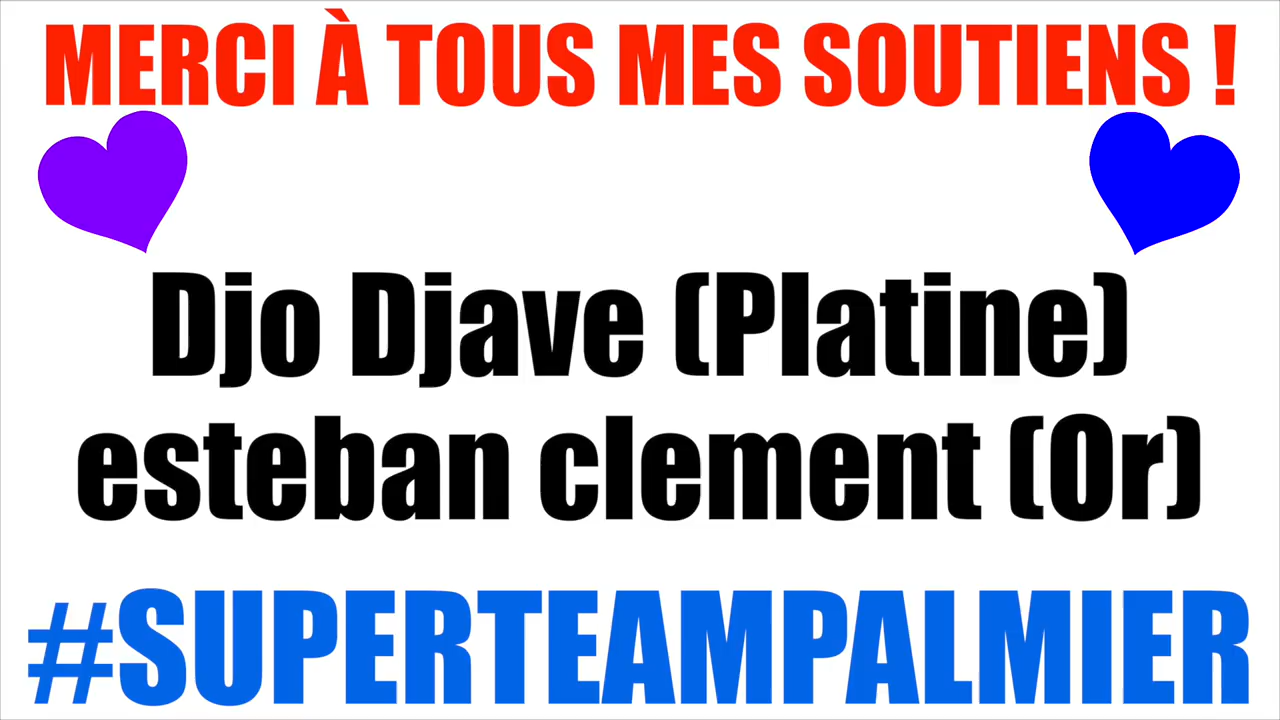 MERCI À TOUS MES SOUTIENS !
Djo Djave (Platine)
esteban clement (Or)
#SUPERTEAMPALMIER